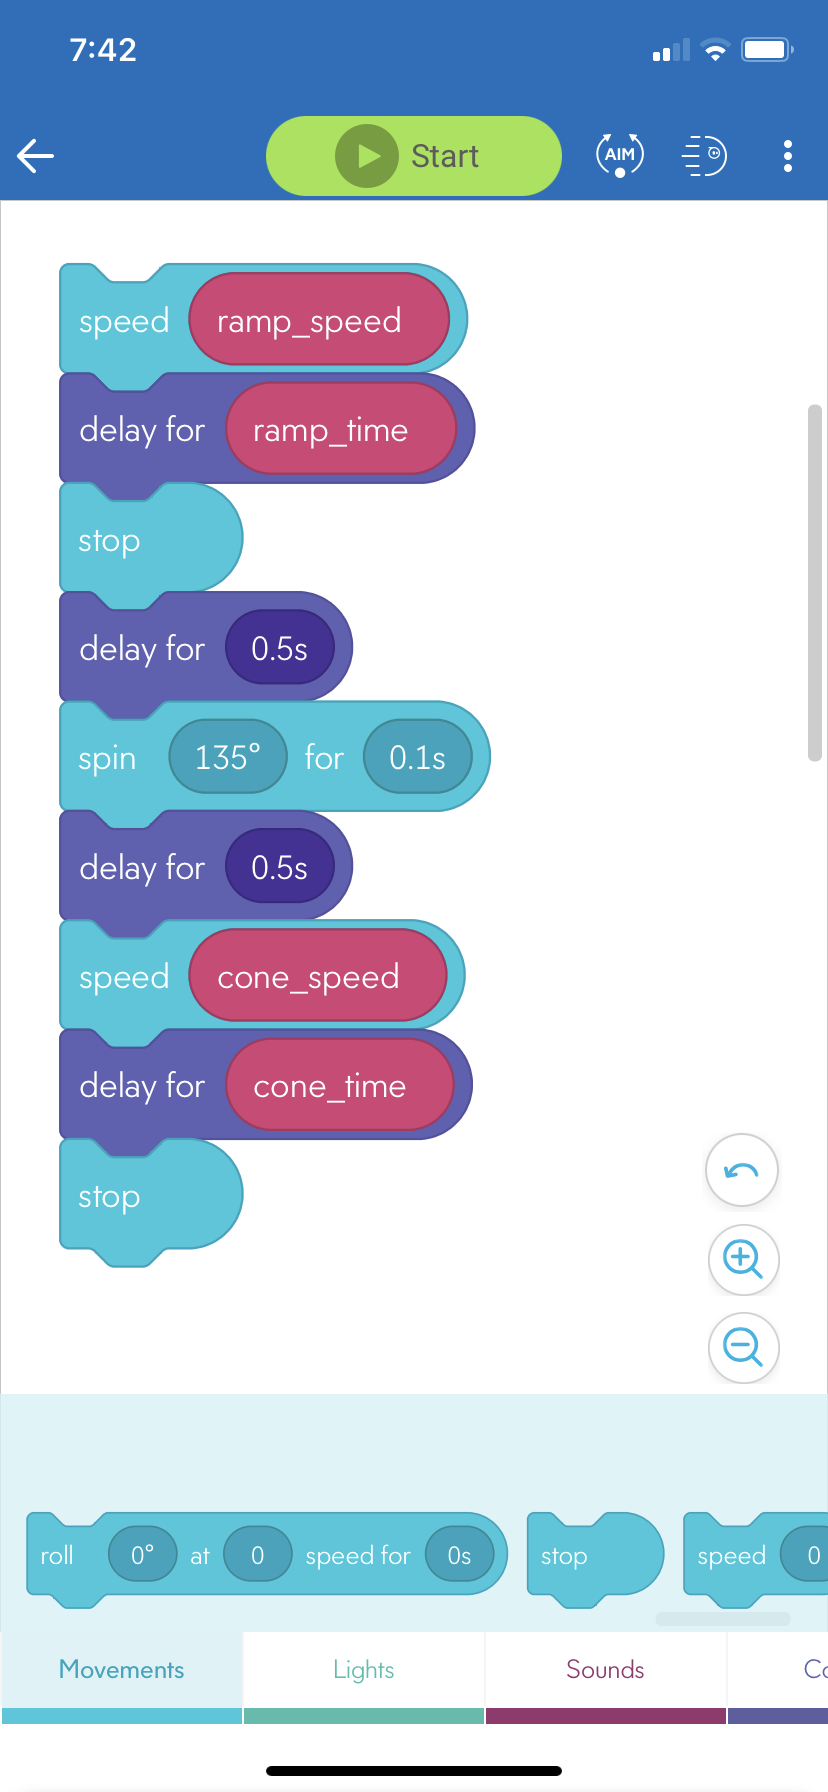 7:42
Start
AIM
speed ramp_speed
delay for ramp_time
stop
delay for 0.5s
spin 135° for 0.1s
delay for 0.5s
speed cone_speed
delay for cone_time
stop
roll 0° at 0 speed for 0s stop speed 0
Movements Lights Sounds